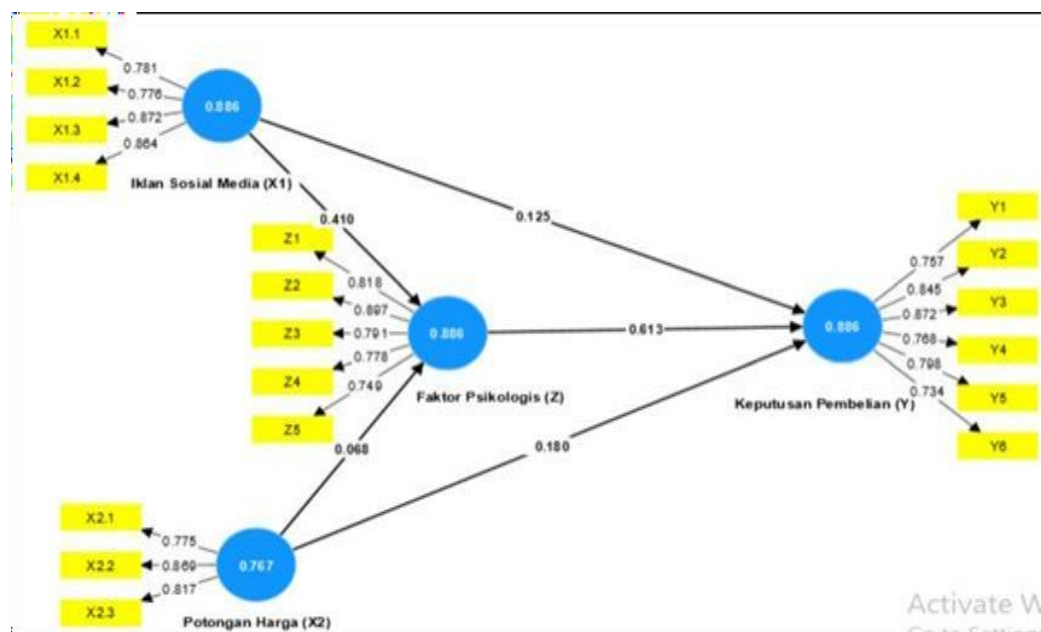 X1.1
0.781
X1.2
0.776
X1.3
0.872
X1.4
0.864
0.886
Iklan Sosial Media (X1)
0.410
0.125
Z1
0.818
Z2
0.897
Z3
0.791
Z4
0.778
Z5
0.749
0.886
Faktor Psikologis (Z)
0.613
0.068
0.180
X2.1
0.775
X2.2
0.869
X2.3
0.817
0.767
Potongan Harga (X2)
Y1
0.757
Y2
0.845
Y3
0.872
Y4
0.768
Y5
0.798
Y6
0.734
0.886
Keputusan Pembelian (Y)
Activate W